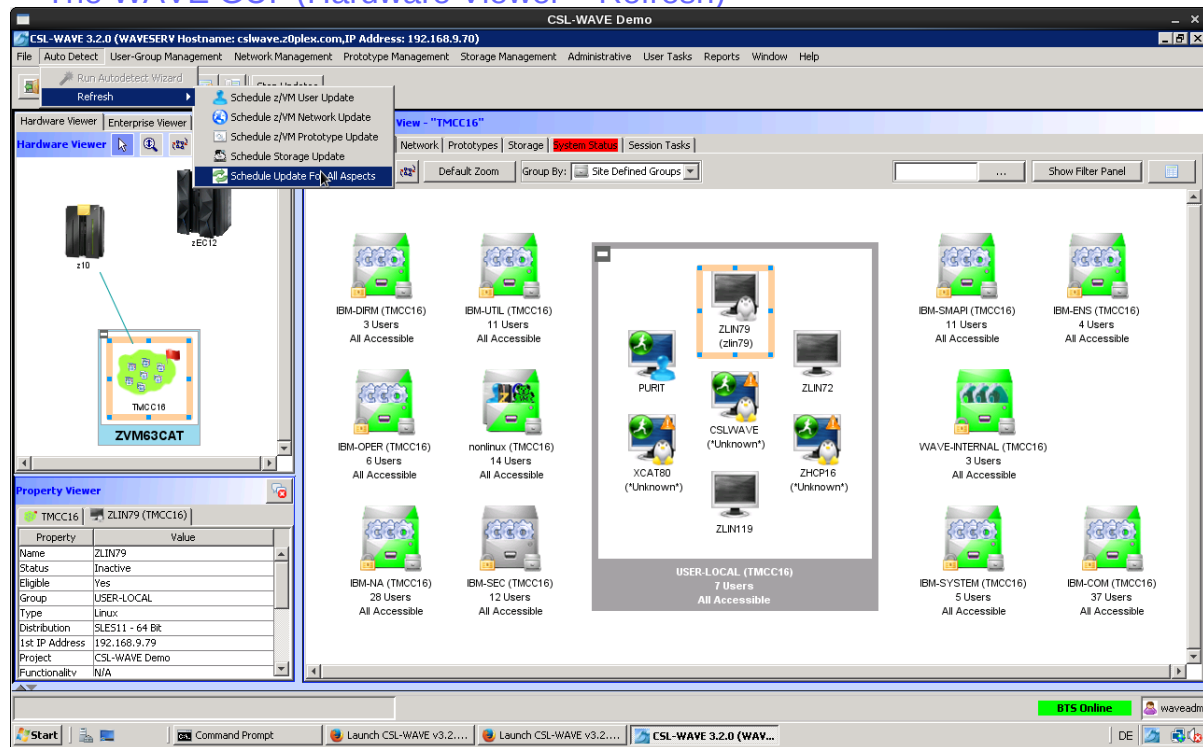 The WAVE GUI (Hardware Viewer – Refresh)
CSL-WAVE Demo
CSL-WAVE 3.2.0 (WAVESERV Hostname: cslwave.z0plex.com,IP Address: 192.168.9.70)
File Auto Detect User-Group Management Network Management Prototype Management Storage Management Administrative User Tasks Reports Window Help
Run Autodetect Wizard
Refresh
Schedule z/VM User Update
Schedule z/VM Network Update
Schedule z/VM Prototype Update
Schedule Storage Update
Schedule Update For All Aspects
Hardware Viewer Enterprise Viewer
View - "TMCC16"
Hardware Viewer
Network Prototypes Storage System Status Session Tasks
Default Zoom Group By: Site Defined Groups ... Show Filter Panel
zEC12
z10
TMCC16
ZVM63CAT
IBM-DIRM (TMCC16)
3 Users
All Accessible
IBM-UTIL (TMCC16)
11 Users
All Accessible
ZLIN79
(zlin79)
IBM-SMAPI (TMCC16)
11 Users
All Accessible
IBM-ENS (TMCC16)
4 Users
All Accessible
PURIT
ZLIN72
CSLWAVE
(*Unknown*)
IBM-OPER (TMCC16)
6 Users
All Accessible
nonlinux (TMCC16)
14 Users
All Accessible
XCAT80
(*Unknown*)
ZHCP16
(*Unknown*)
WAVE-INTERNAL (TMCC16)
3 Users
All Accessible
ZLIN119
USER-LOCAL (TMCC16)
7 Users
All Accessible
IBM-NA (TMCC16)
28 Users
All Accessible
IBM-SEC (TMCC16)
12 Users
All Accessible
IBM-SYSTEM (TMCC16)
5 Users
All Accessible
IBM-COM (TMCC16)
37 Users
All Accessible
Property Viewer
TMCC16 ZLIN79 (TMCC16)
Property Value
Name ZLIN79
Status Inactive
Eligible Yes
Group USER-LOCAL
Type Linux
Distribution SLES11 - 64 Bit
1st IP Address 192.168.9.79
Project CSL-WAVE Demo
Functionality N/A
BTS Online waveadm
Start Command Prompt Launch CSL-WAVE v3.2.... Launch CSL-WAVE v3.2.... CSL-WAVE 3.2.0 (WAV... DE